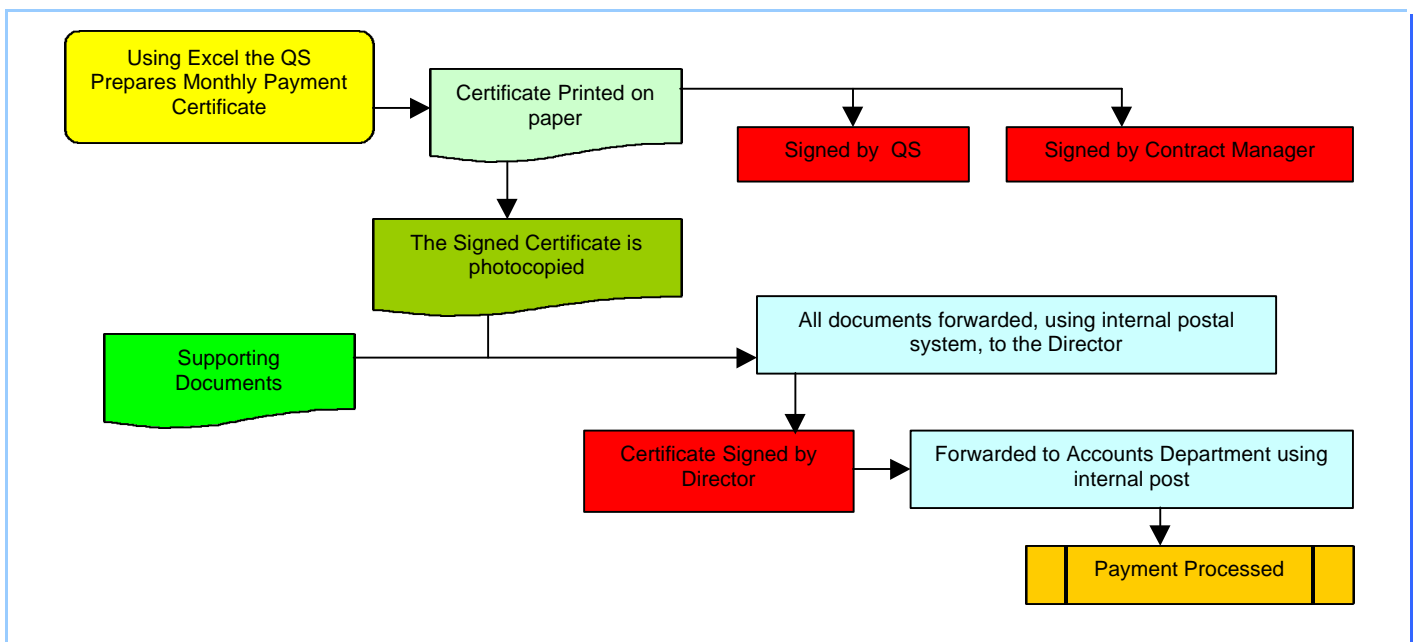 Using Excel the QS
Prepares Monthly Payment
Certificate
Certificate Printed on
paper
Signed by QS
Signed by Contract Manager
The Signed Certificate is
photocopied
All documents forwarded, using internal postal
system, to the Director
Supporting
Documents
Certificate Signed by
Director
Forwarded to Accounts Department using
internal post
Payment Processed